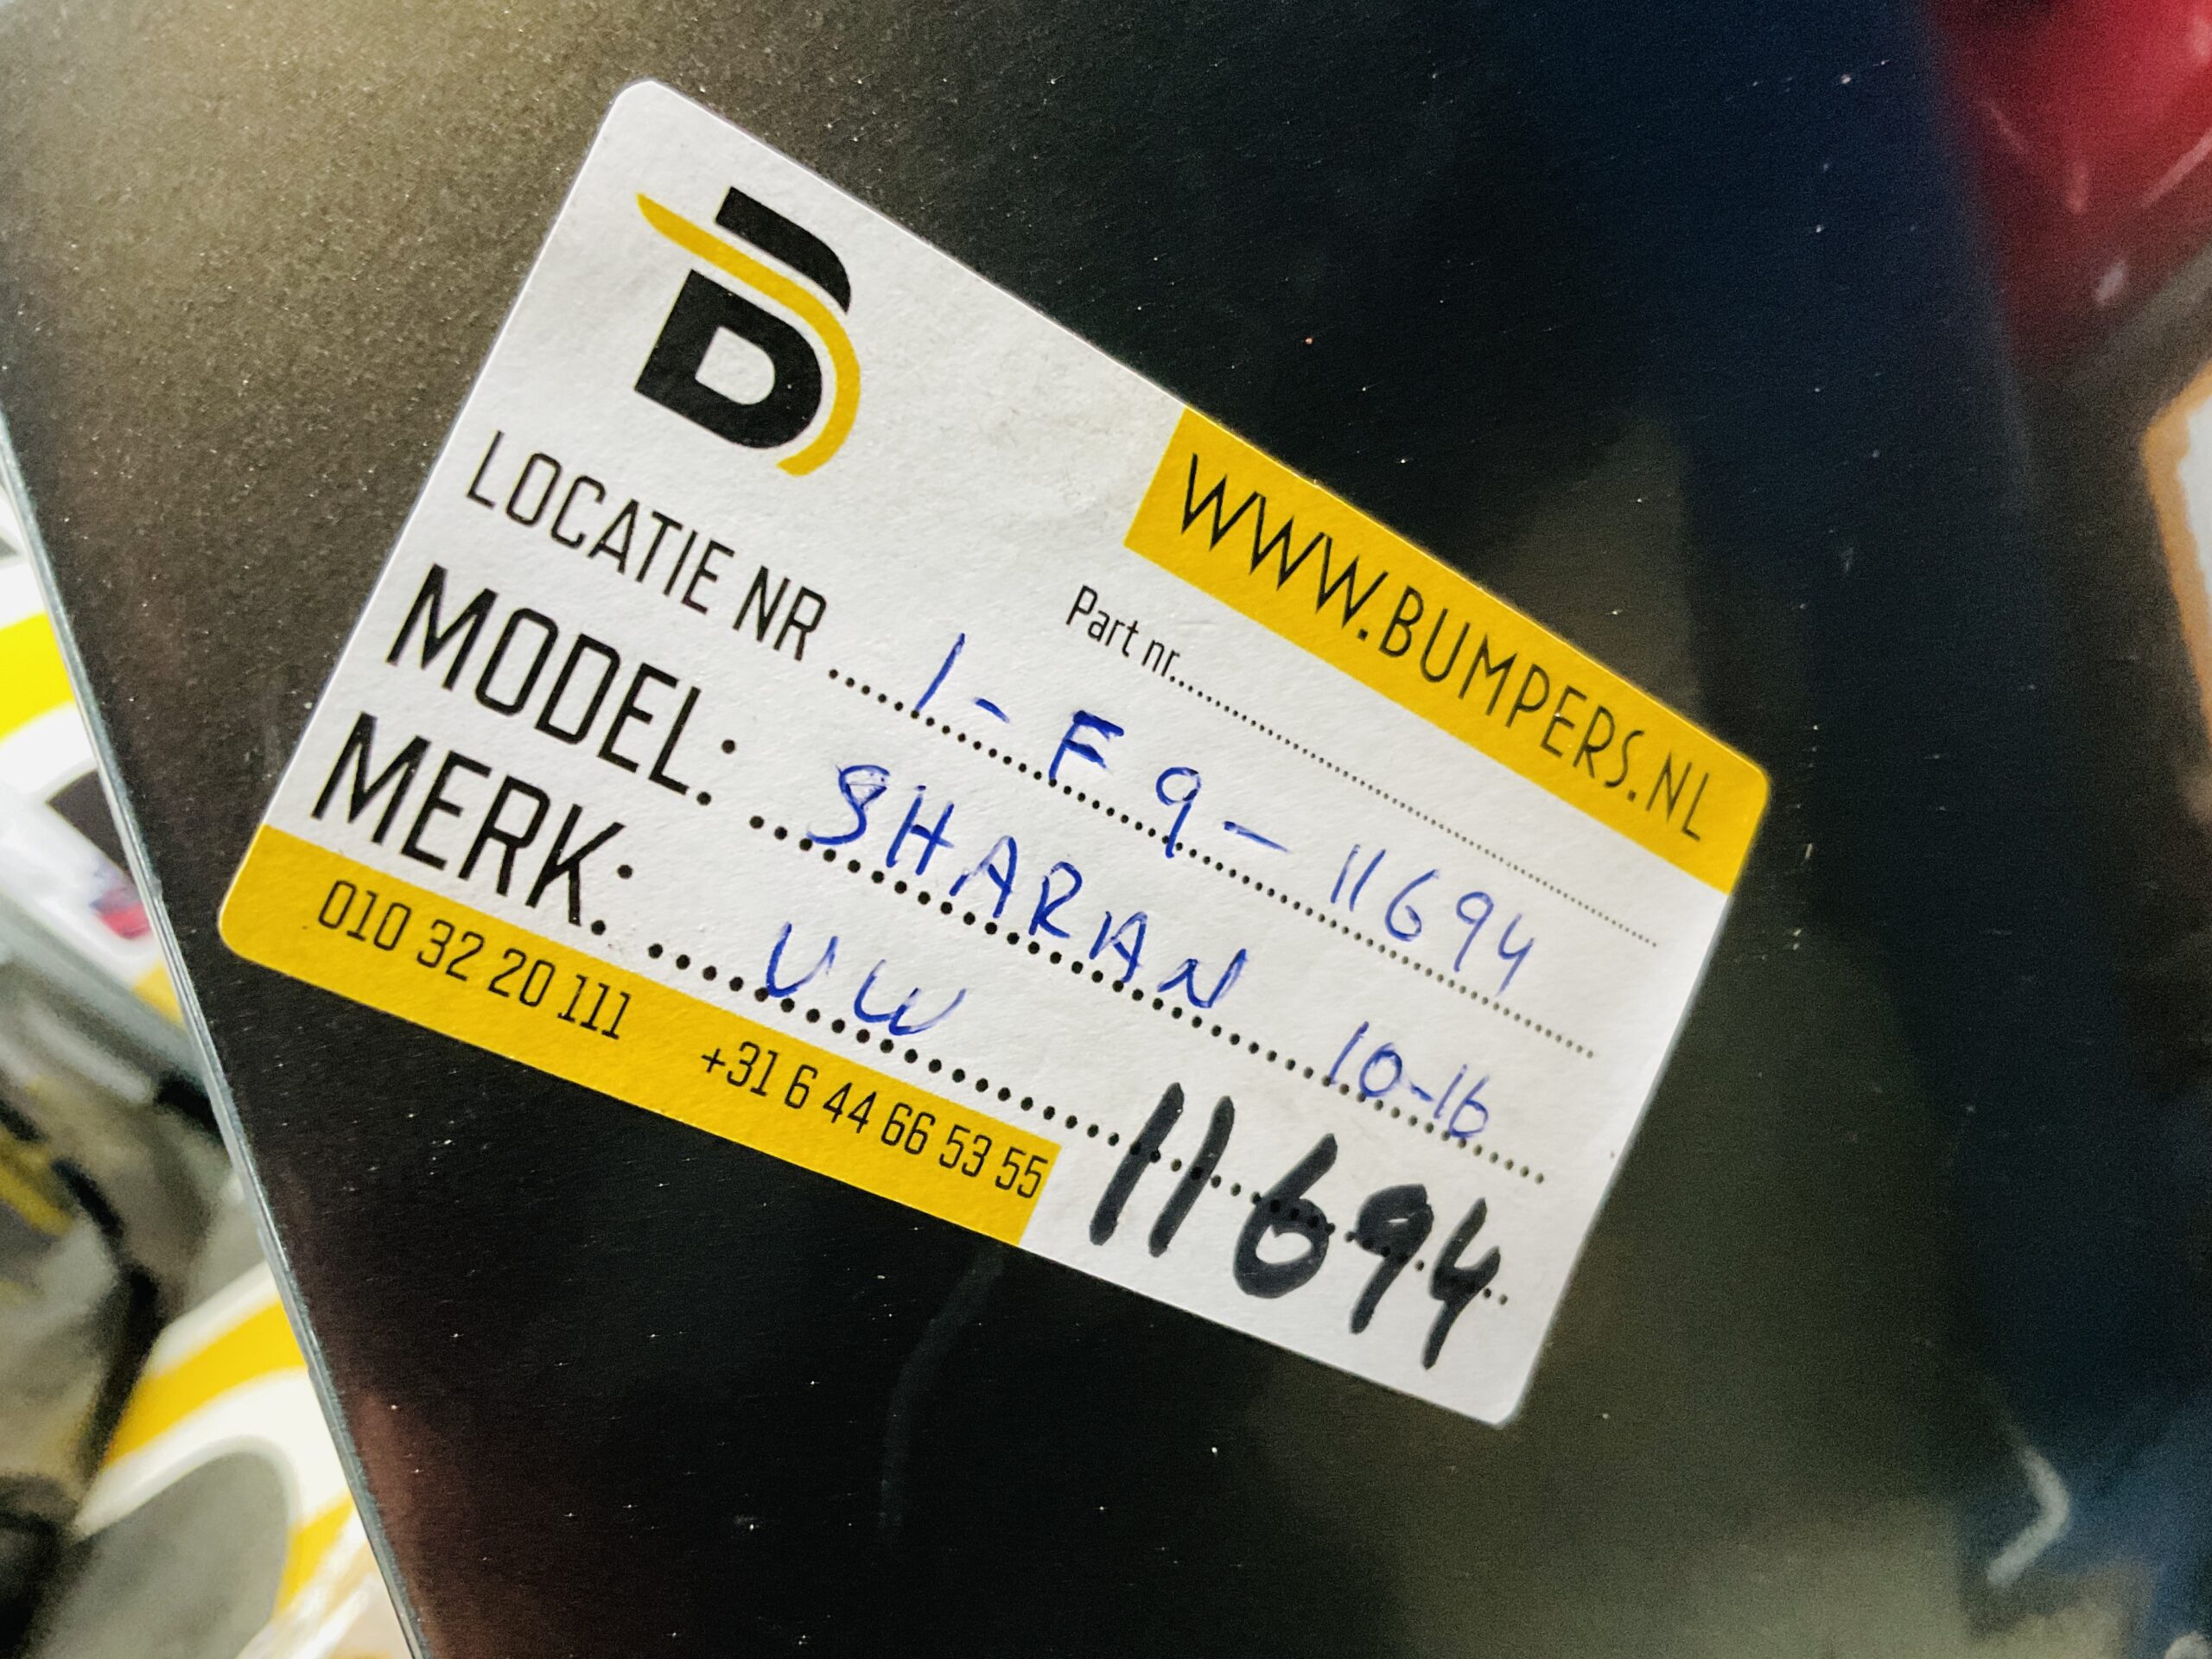 B
WWW.BUMPERS.NL
Part nr.
LOCATIE NR 1-F9-11694
MODEL: SHARAN 10-16
MERK: VW
11694
010 32 20 111 +31 6 44 66 53 55